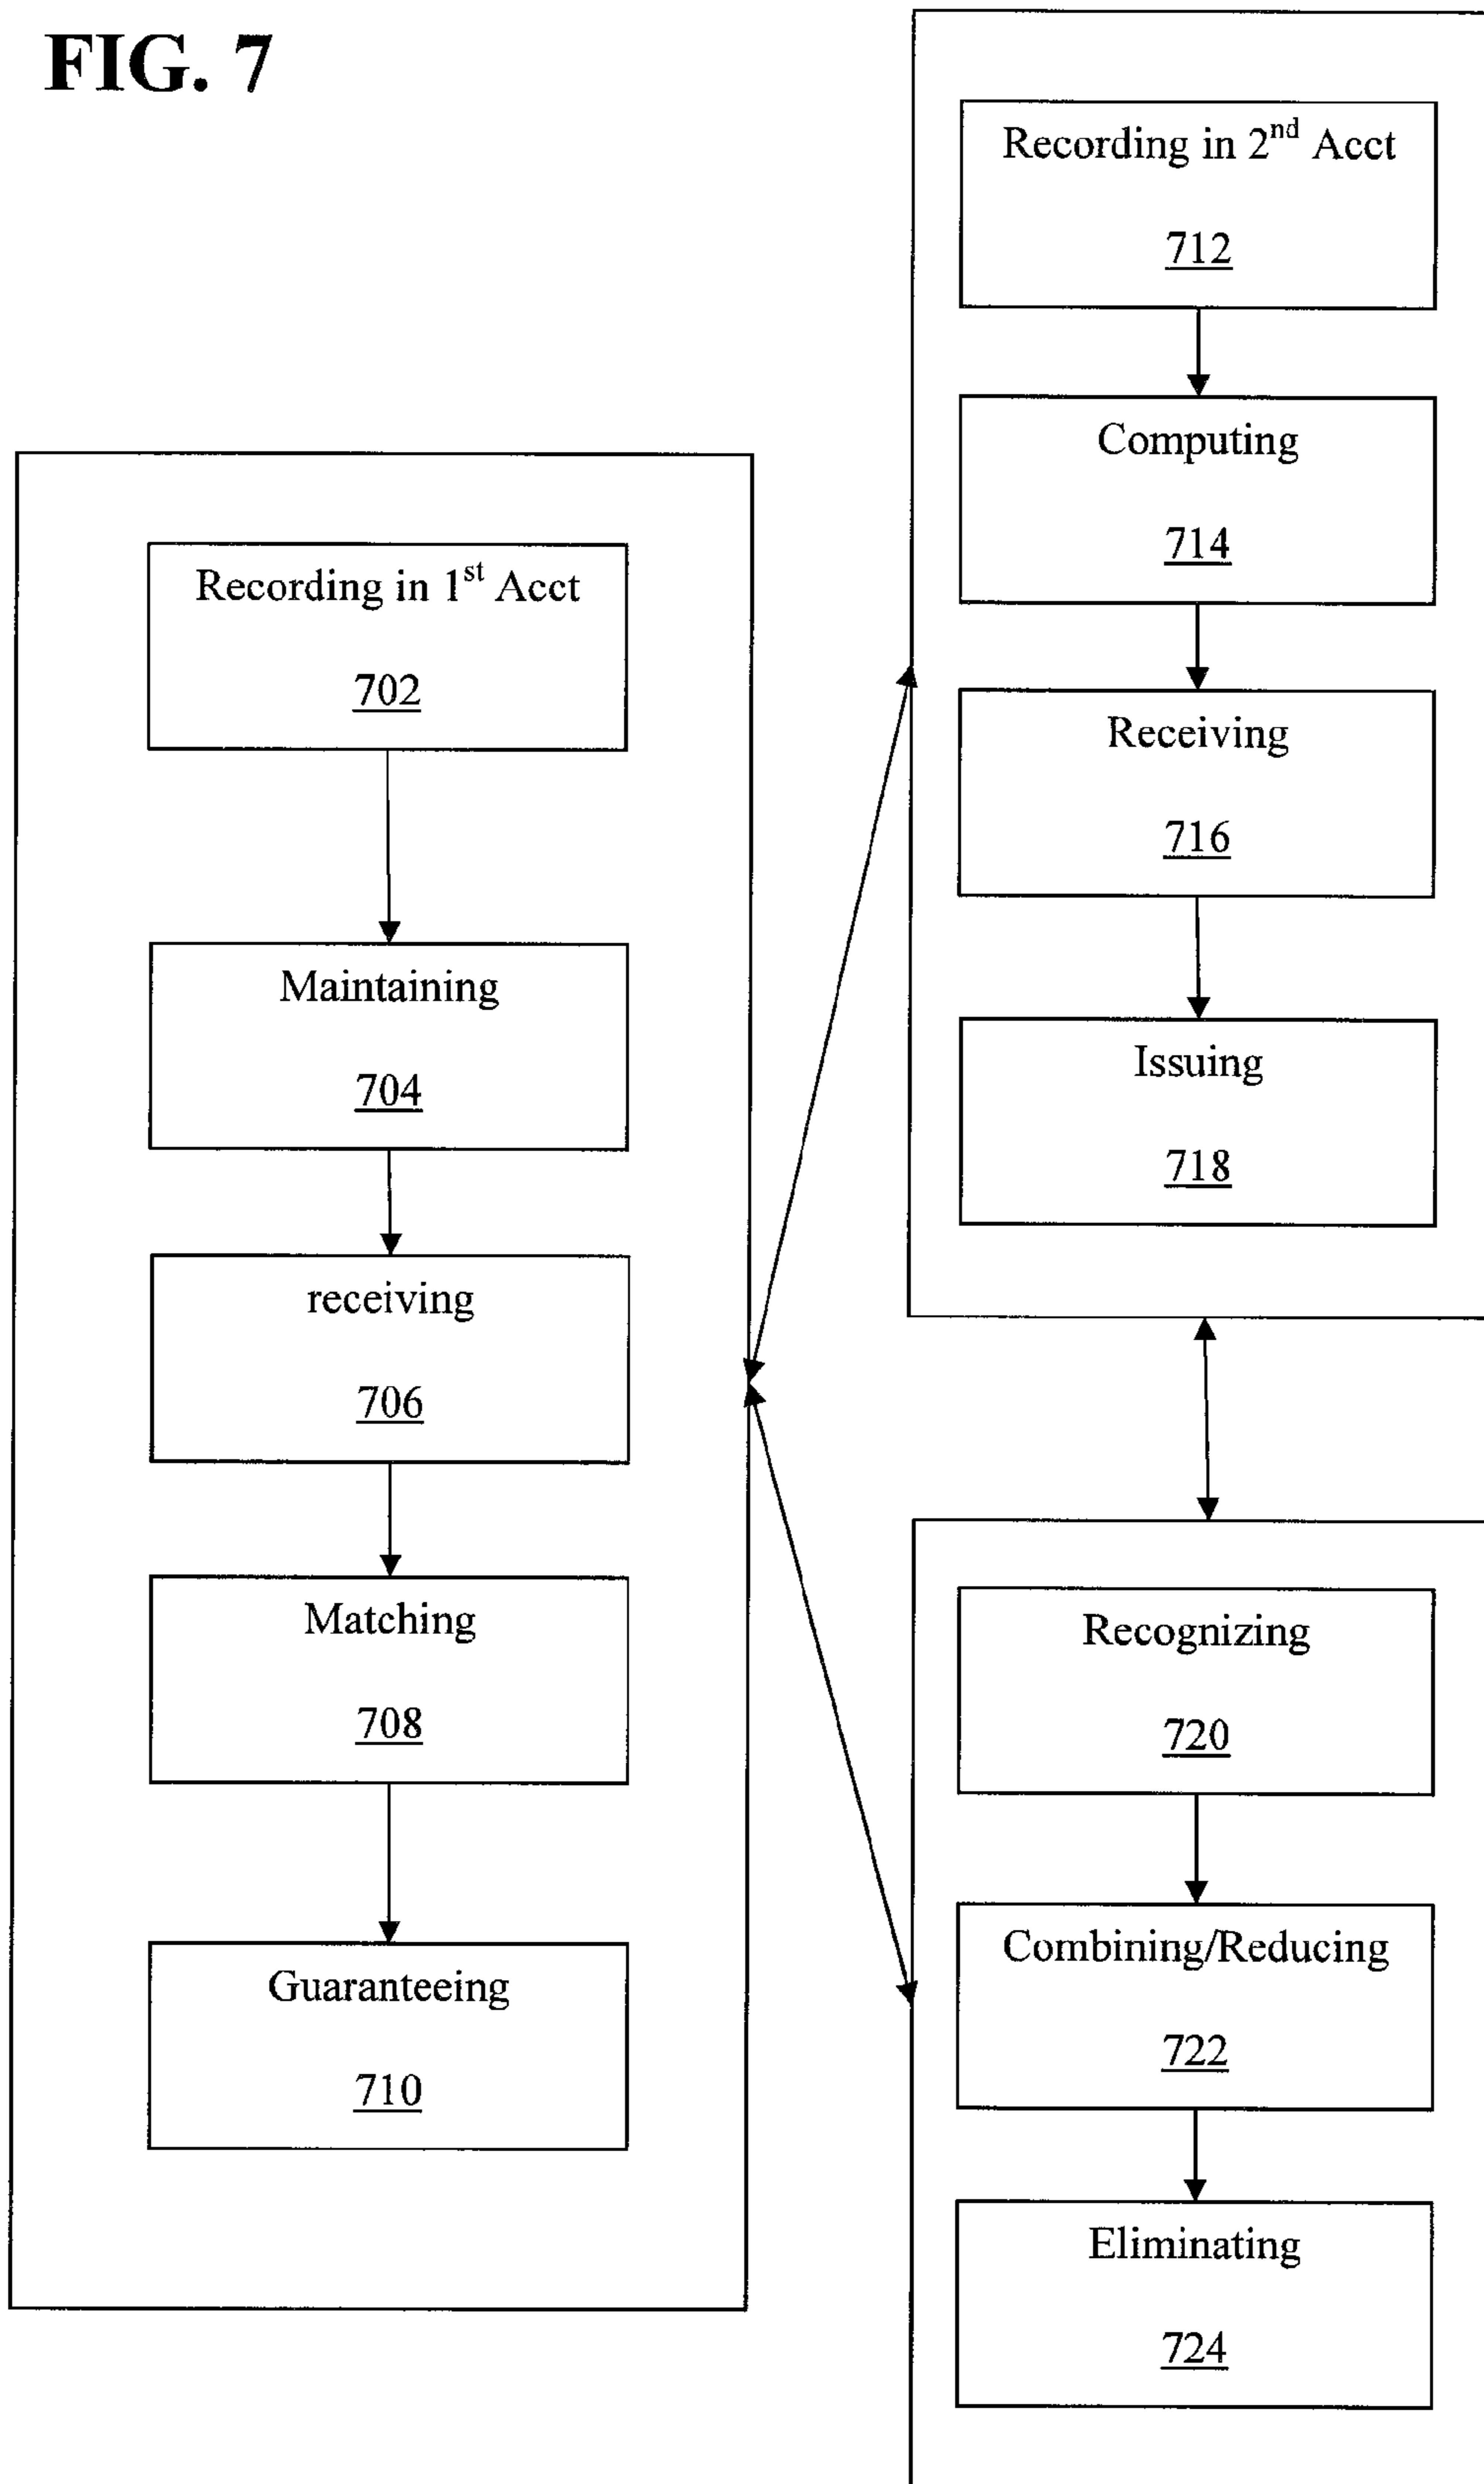 FIG. 7
Recording in 1st Acct
702
Maintaining
704
receiving
706
Matching
708
Guaranteeing
710
Recording in 2nd Acct
712
Computing
714
Receiving
716
Issuing
718
Recognizing
720
Combining/Reducing
722
Eliminating
724